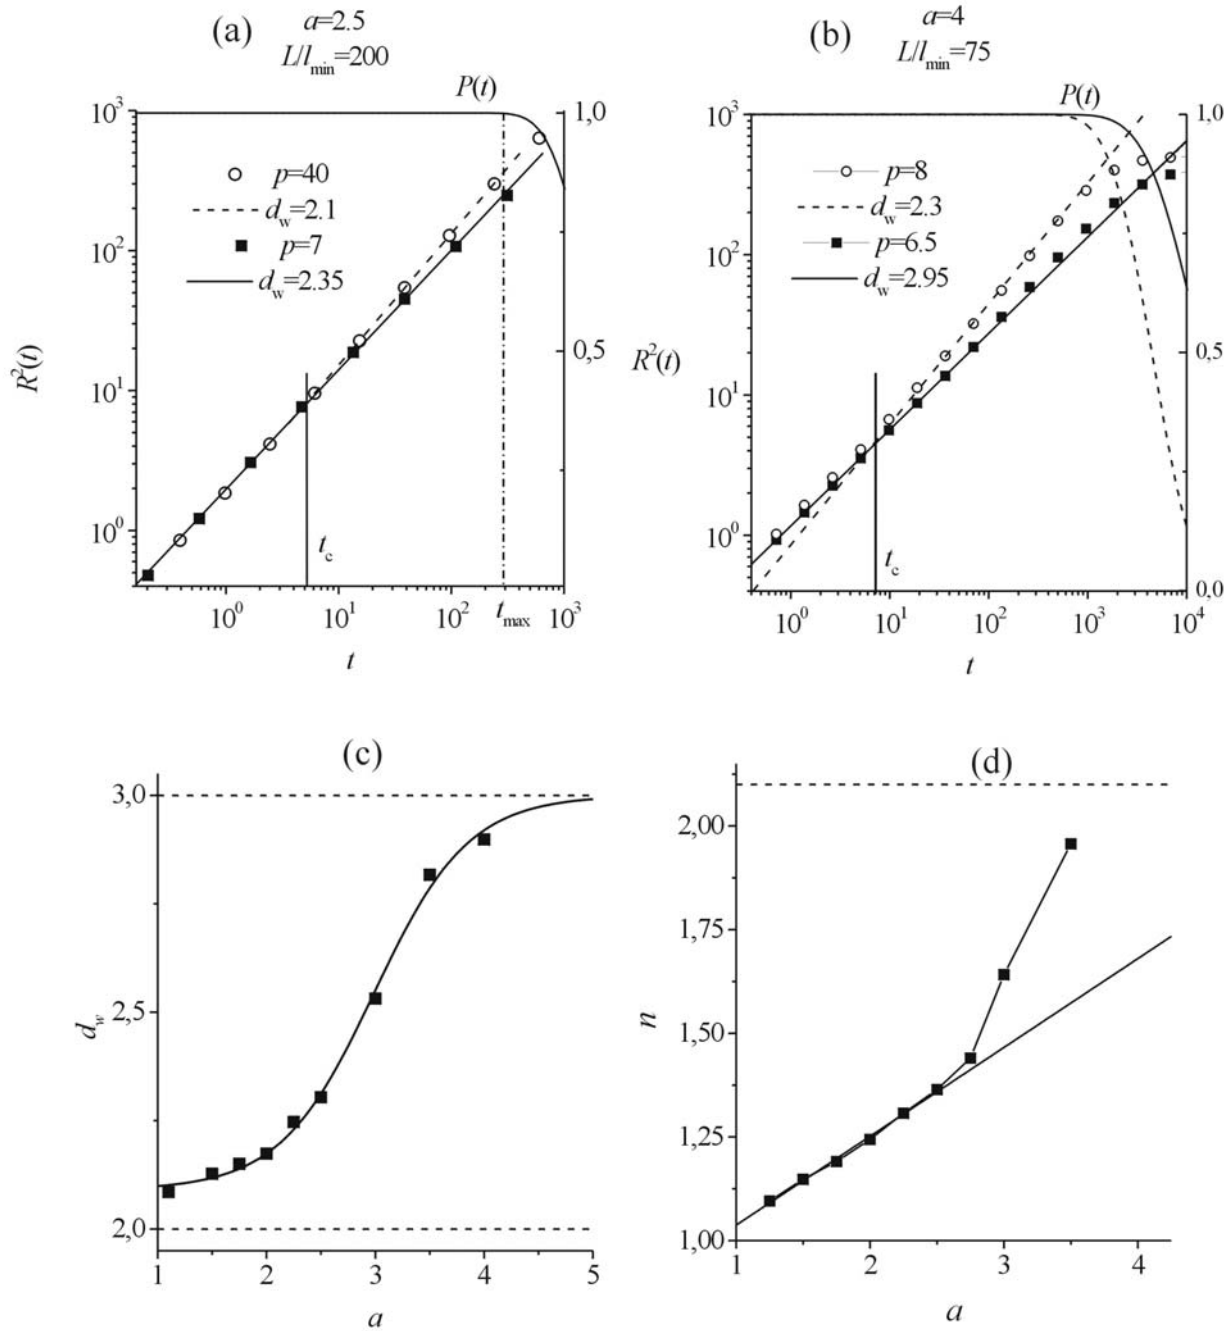 (a)
a=2.5
L/l_min=200
P(t)
10^3
10^2
10^1
10^0
R^2(t)
1,0
0,5
p=40
d_w=2.1
p=7
d_w=2.35
t_c
10^0
10^1
10^2
t_max
10^3
t
(b)
a=4
L/l_min=75
P(t)
10^3
10^2
10^1
10^0
R^2(t)
1,0
0,5
0,0
p=8
d_w=2.3
p=6.5
d_w=2.95
t_c
10^0
10^1
10^2
10^3
10^4
t
(c)
3,0
2,5
2,0
d_w
1
2
3
4
5
a
(d)
2,00
1,75
1,50
1,25
1,00
n
1
2
3
4
a